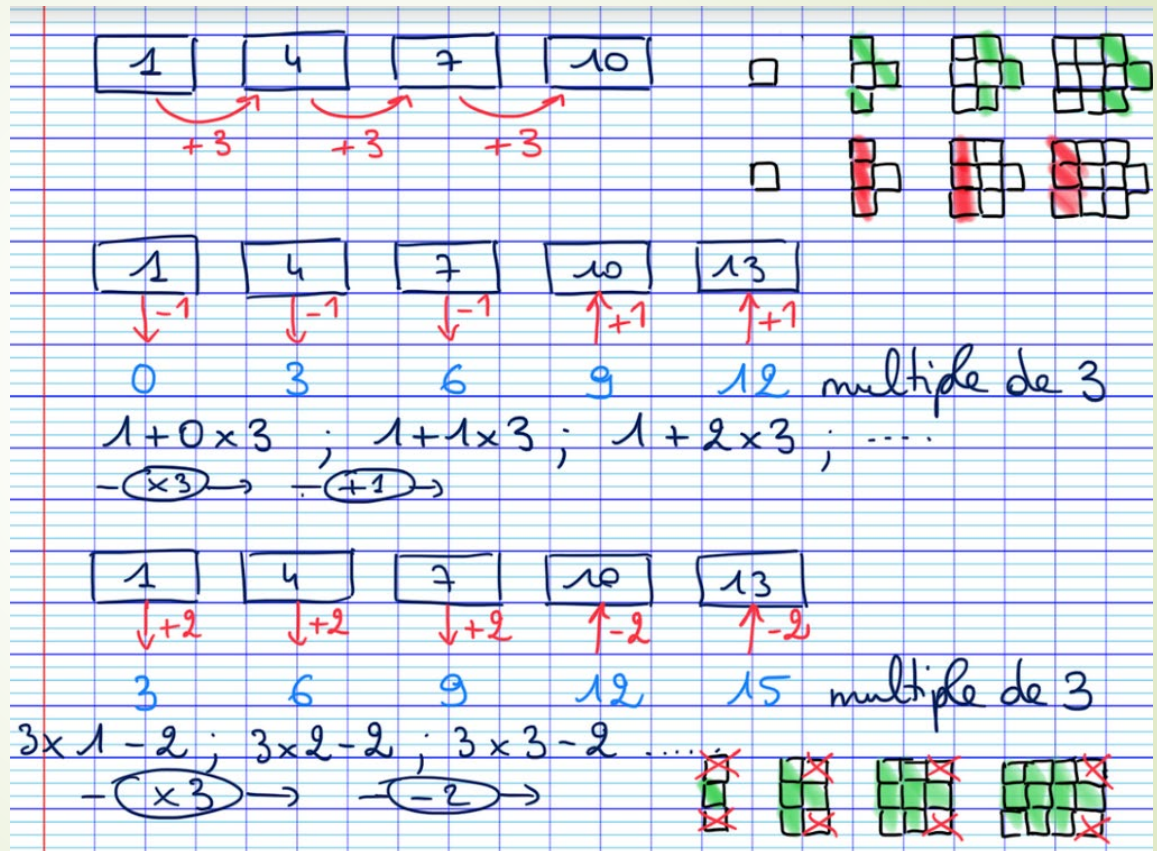 1 4 7 10
+3 +3 +3
1 4 7 10 13
-1 -1 -1 +1 +1
0 3 6 9 12 multiple de 3
1+0×3 ; 1+1×3 ; 1+2×3 ; ....
×3 +1
1 4 7 10 13
+2 +2 +2 -2 -2
3 6 9 12 15 multiple de 3
3×1-2 ; 3×2-2 ; 3×3-2 .....
×3 -2